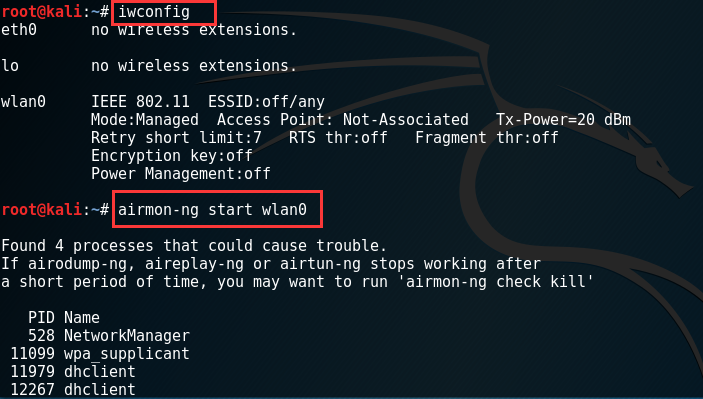 root@kali:~# iwconfig
eth0      no wireless extensions.
lo        no wireless extensions.
wlan0     IEEE 802.11  ESSID:off/any
          Mode:Managed  Access Point: Not-Associated   Tx-Power=20 dBm
          Retry short limit:7   RTS thr:off   Fragment thr:off
          Encryption key:off
          Power Management:off
root@kali:~# airmon-ng start wlan0
Found 4 processes that could cause trouble.
If airodump-ng, aireplay-ng or airtun-ng stops working after
a short period of time, you may want to run 'airmon-ng check kill'
   PID Name
   528 NetworkManager
 11099 wpa_supplicant
 11979 dhclient
 12267 dhclient